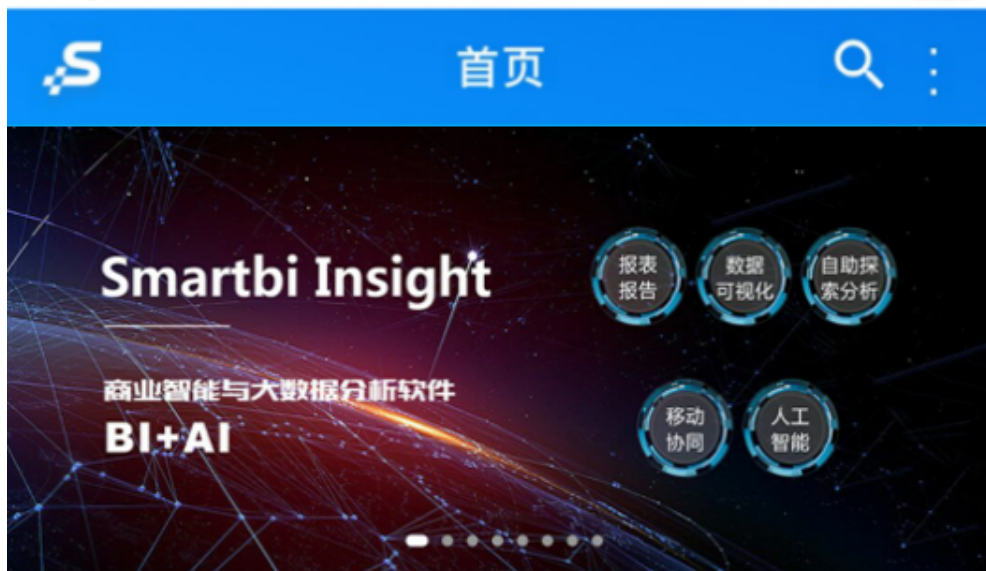 首页
Smartbi Insight
商业智能与大数据分析软件
BI+AI
报表
报告
数据
可视化
自助探
索分析
移动
协同
人工
智能